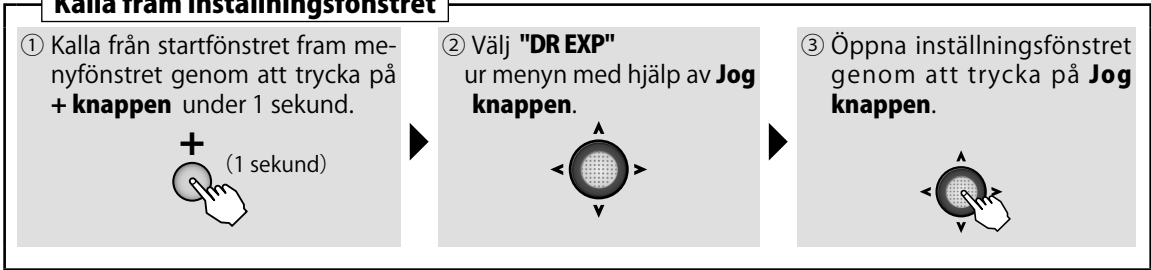 Kalla fram inställningsfönstret
① Kalla från startfönstret fram me-
nyfönstret genom att trycka på
+ knappen under 1 sekund.
+
(1 sekund)
② Välj "DR EXP"
ur menyn med hjälp av Jog
knappen.
③ Öppna inställningsfönstret
genom att trycka på Jog
knappen.